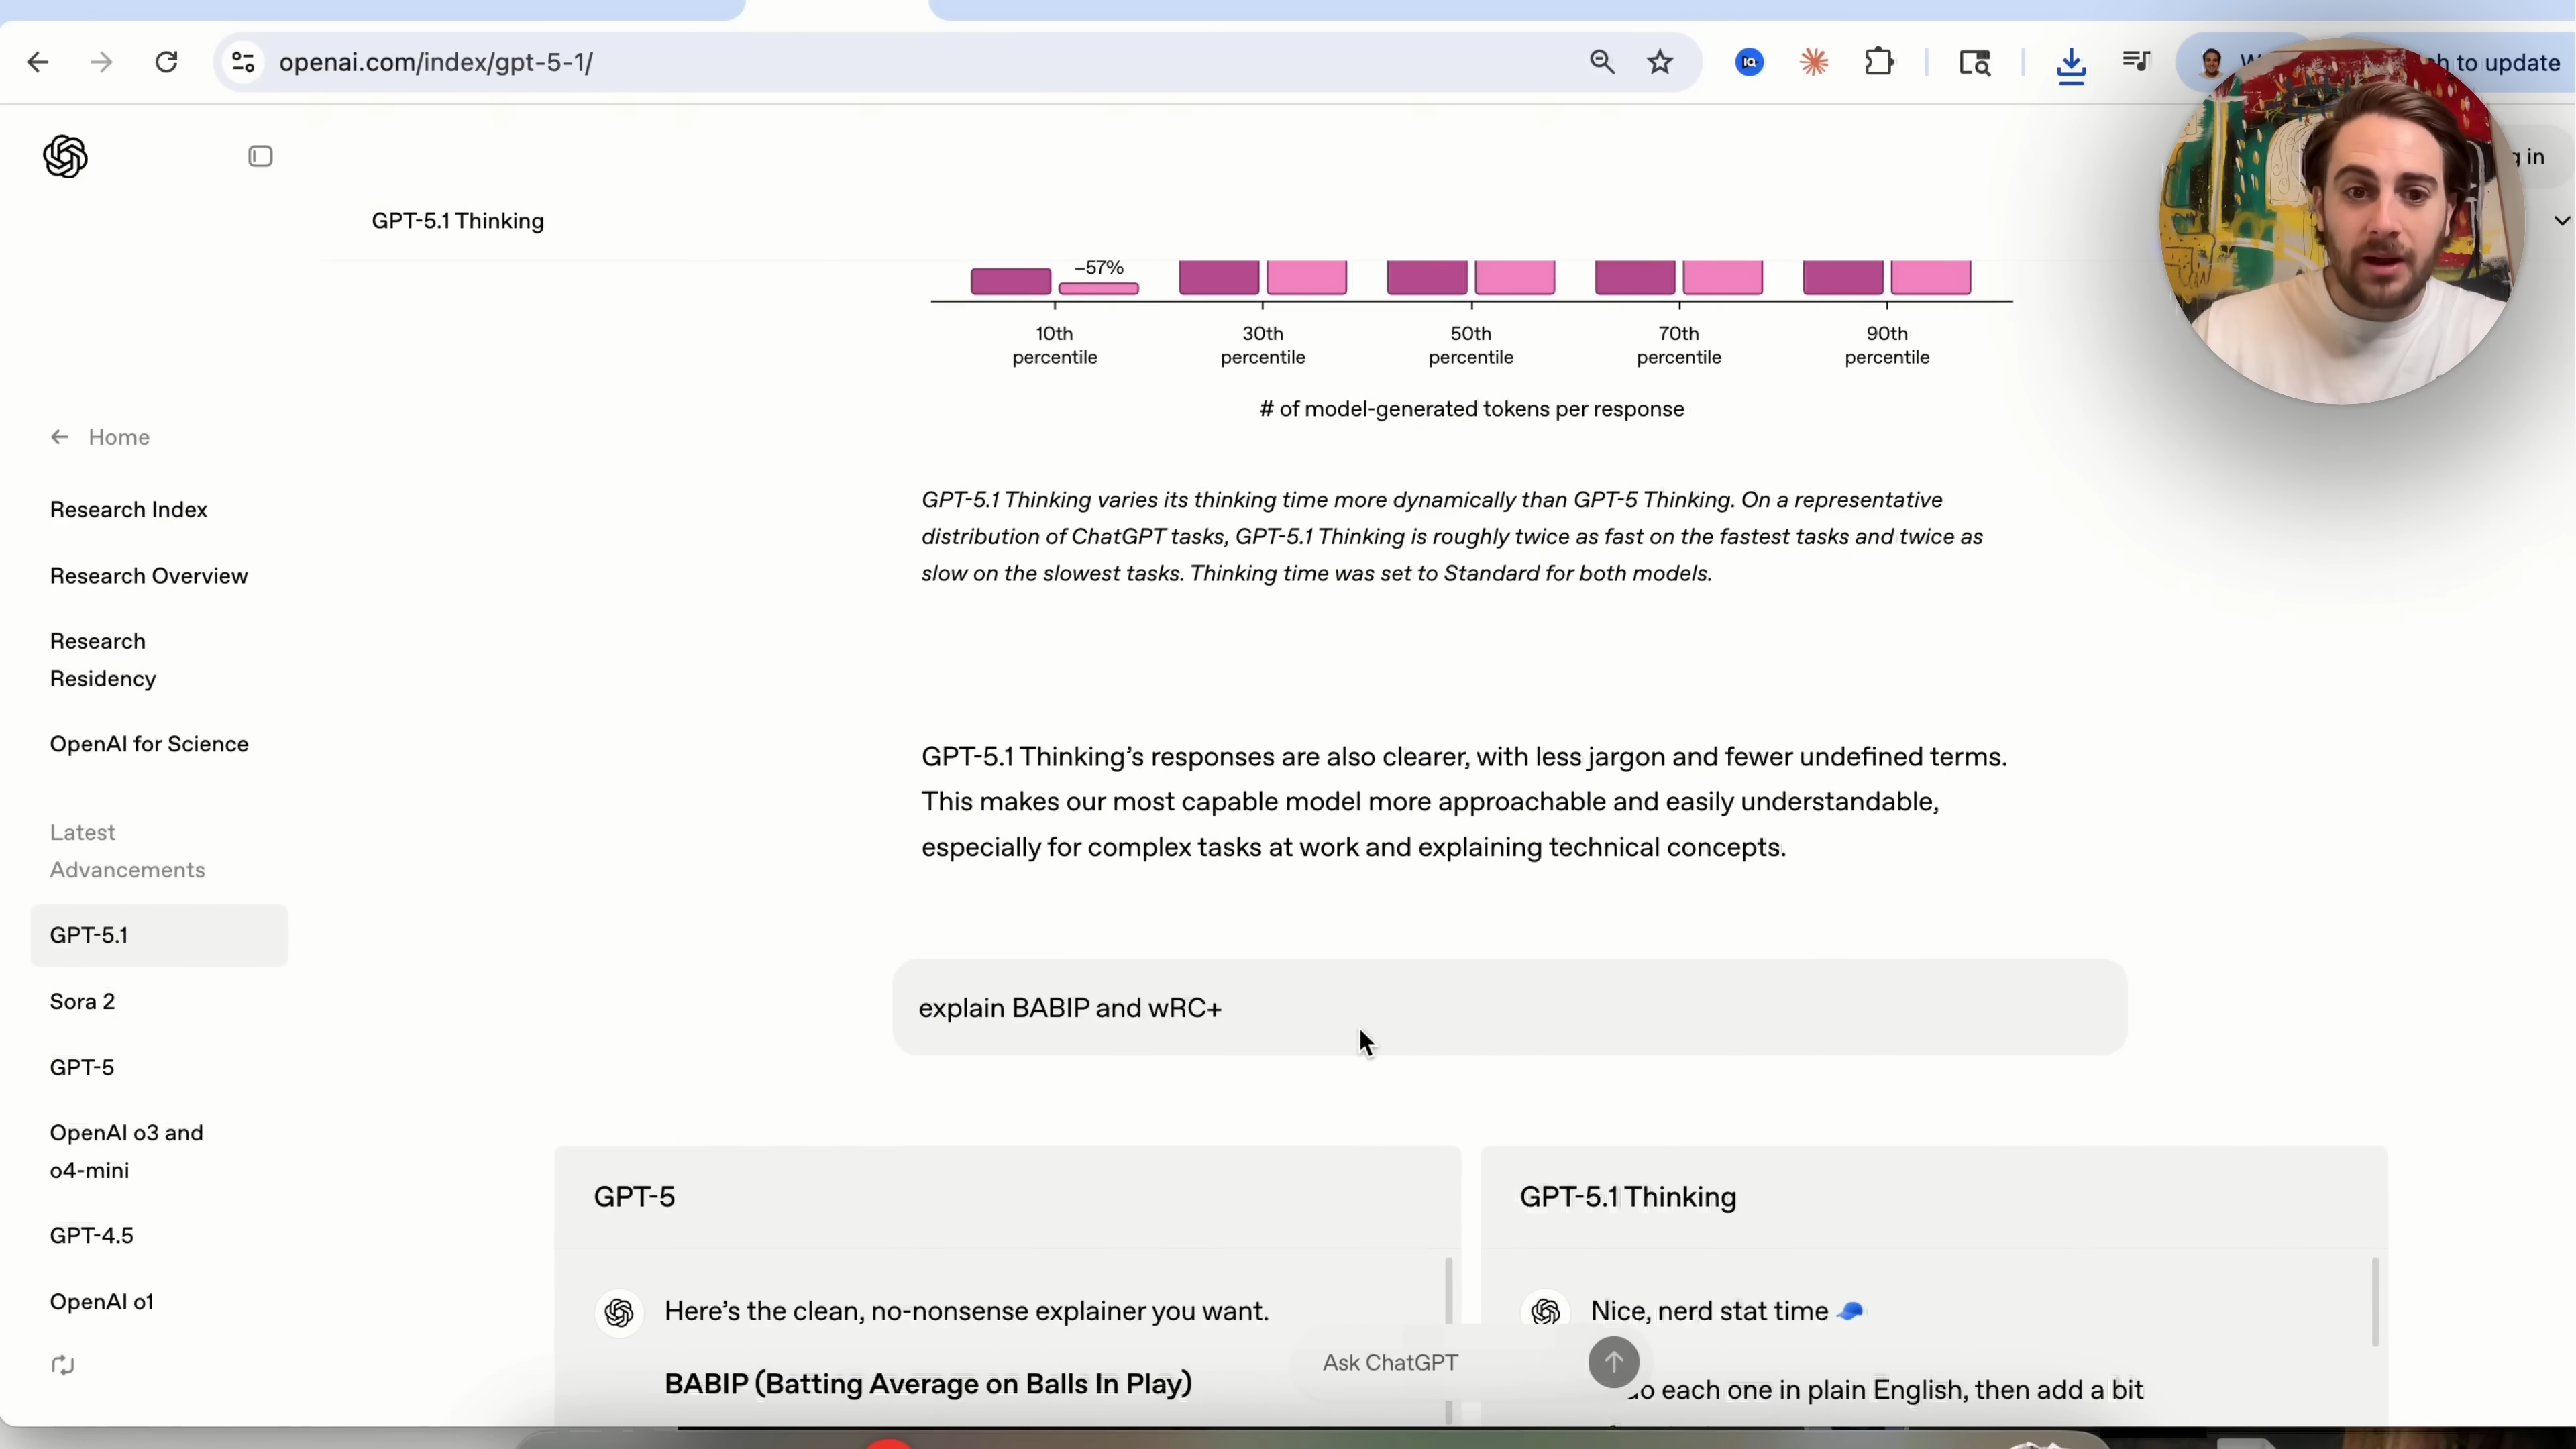 openai.com/index/gpt-5-1/
to update
in
GPT-5.1 Thinking
Home
Research Index
Research Overview
Research
Residency
OpenAI for Science
Latest
Advancements
GPT-5.1
Sora 2
GPT-5
OpenAI o3 and
o4-mini
GPT-4.5
OpenAI o1
–57%
10th
percentile
30th
percentile
50th
percentile
70th
percentile
90th
percentile
# of model-generated tokens per response
GPT-5.1 Thinking varies its thinking time more dynamically than GPT-5 Thinking. On a representative
distribution of ChatGPT tasks, GPT-5.1 Thinking is roughly twice as fast on the fastest tasks and twice as
slow on the slowest tasks. Thinking time was set to Standard for both models.
GPT-5.1 Thinking’s responses are also clearer, with less jargon and fewer undefined terms.
This makes our most capable model more approachable and easily understandable,
especially for complex tasks at work and explaining technical concepts.
explain BABIP and wRC+
GPT-5
Here’s the clean, no-nonsense explainer you want.
BABIP (Batting Average on Balls In Play)
GPT-5.1 Thinking
Nice, nerd stat time
each one in plain English, then add a bit
Ask ChatGPT